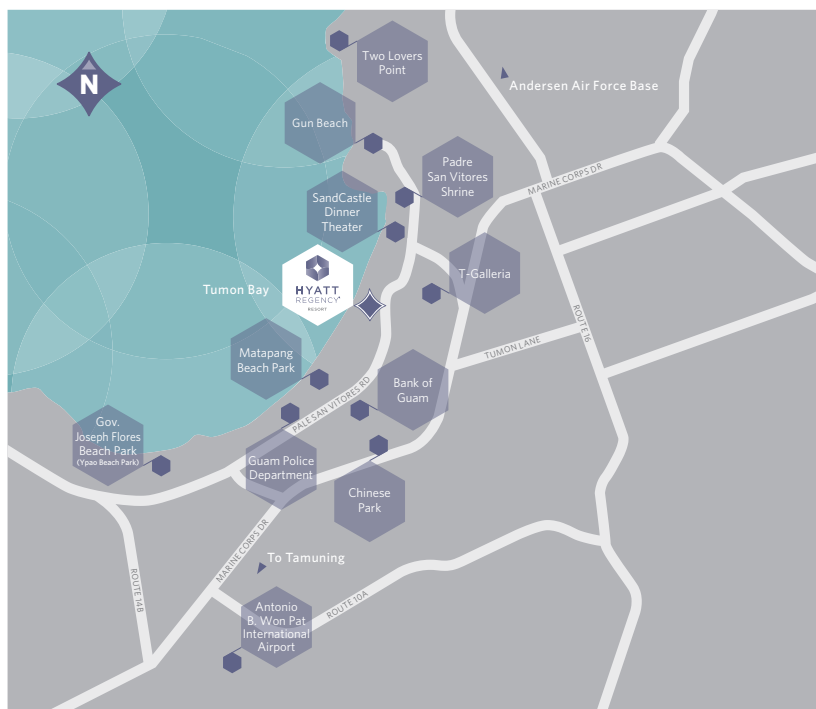 N
Two Lovers
Point
Andersen Air Force Base
Gun Beach
Padre
San Vitores
Shrine
MARINE CORPS DR
SandCastle
Dinner
Theater
Tumon Bay
HYATT
REGENCY
RESORT
T-Galleria
ROUTE 16
TUMON LANE
Matapang
Beach Park
Bank of
Guam
PALE SAN VITORES RD
Gov.
Joseph Flores
Beach Park
(Ypao Beach Park)
Guam Police
Department
Chinese
Park
MARINE CORPS DR
To Tamuning
ROUTE 14B
ROUTE 10A
Antonio
B. Won Pat
International
Airport